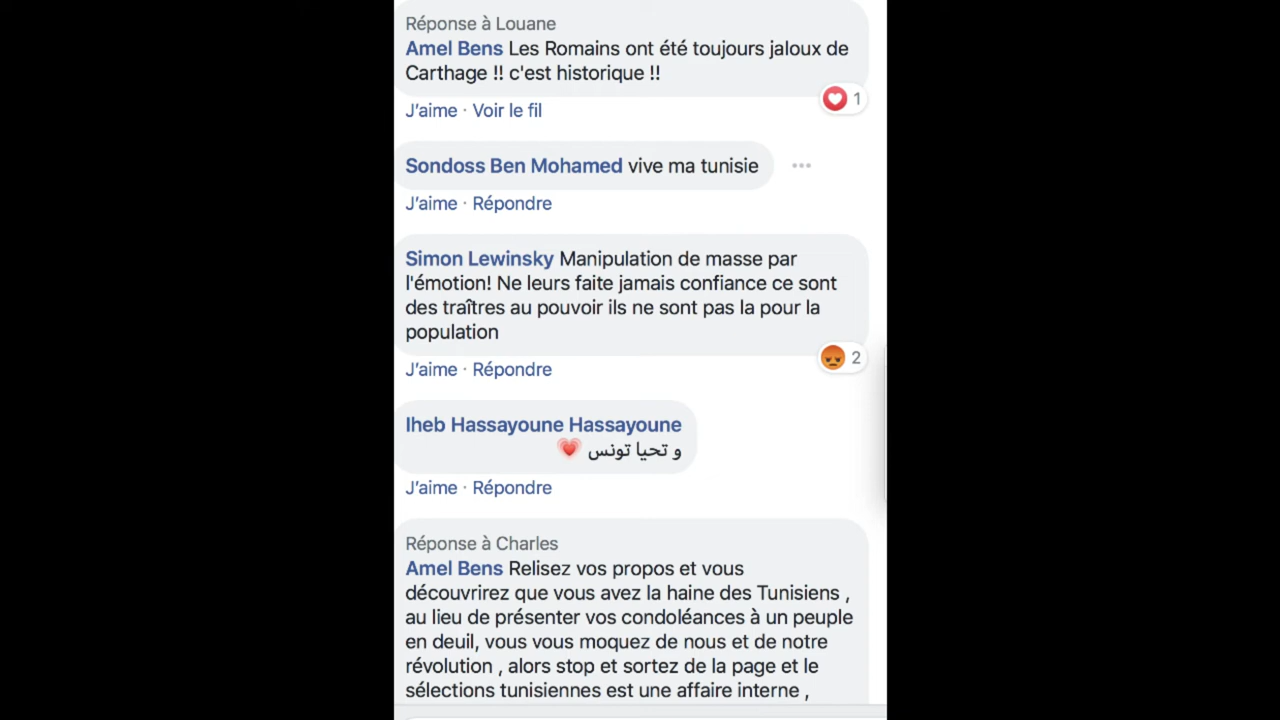 Réponse à Louane
Amel Bens Les Romains ont été toujours jaloux de
Carthage !! c'est historique !!
1
J'aime · Voir le fil
Sondoss Ben Mohamed vive ma tunisie
J'aime · Répondre
Simon Lewinsky Manipulation de masse par
l'émotion! Ne leurs faite jamais confiance ce sont
des traîtres au pouvoir ils ne sont pas la pour la
population
2
J'aime · Répondre
Iheb Hassayoune Hassayoune
و تحيا تونس 💗
J'aime · Répondre
Réponse à Charles
Amel Bens Relisez vos propos et vous
découvrirez que vous avez la haine des Tunisiens ,
au lieu de présenter vos condoléances à un peuple
en deuil, vous vous moquez de nous et de notre
révolution , alors stop et sortez de la page et le
sélections tunisiennes est une affaire interne ,